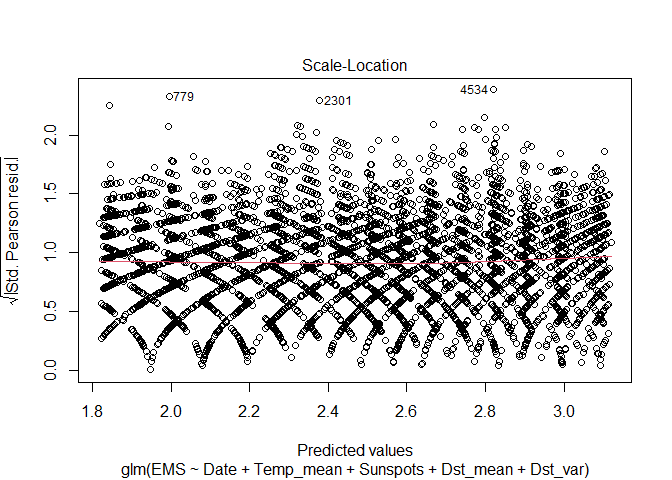 Scale-Location
779
2301
4534
√|Std. Pearson resid.|
0.0 0.5 1.0 1.5 2.0
1.8 2.0 2.2 2.4 2.6 2.8 3.0
Predicted values
glm(EMS ~ Date + Temp_mean + Sunspots + Dst_mean + Dst_var)